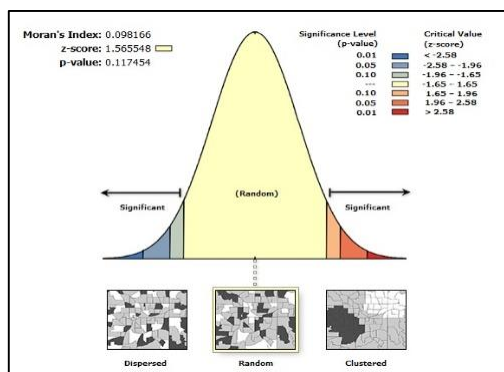 Moran's Index: 0.098166
z-score: 1.565548
p-value: 0.117454
Significance Level
(p-value)
Critical Value
(z-score)
0.01 < -2.58
0.05 -2.58 – -1.96
0.10 -1.96 – -1.65
--- -1.65 – 1.65
0.10 1.65 – 1.96
0.05 1.96 – 2.58
0.01 > 2.58
(Random)
Significant
Significant
Dispersed
Random
Clustered